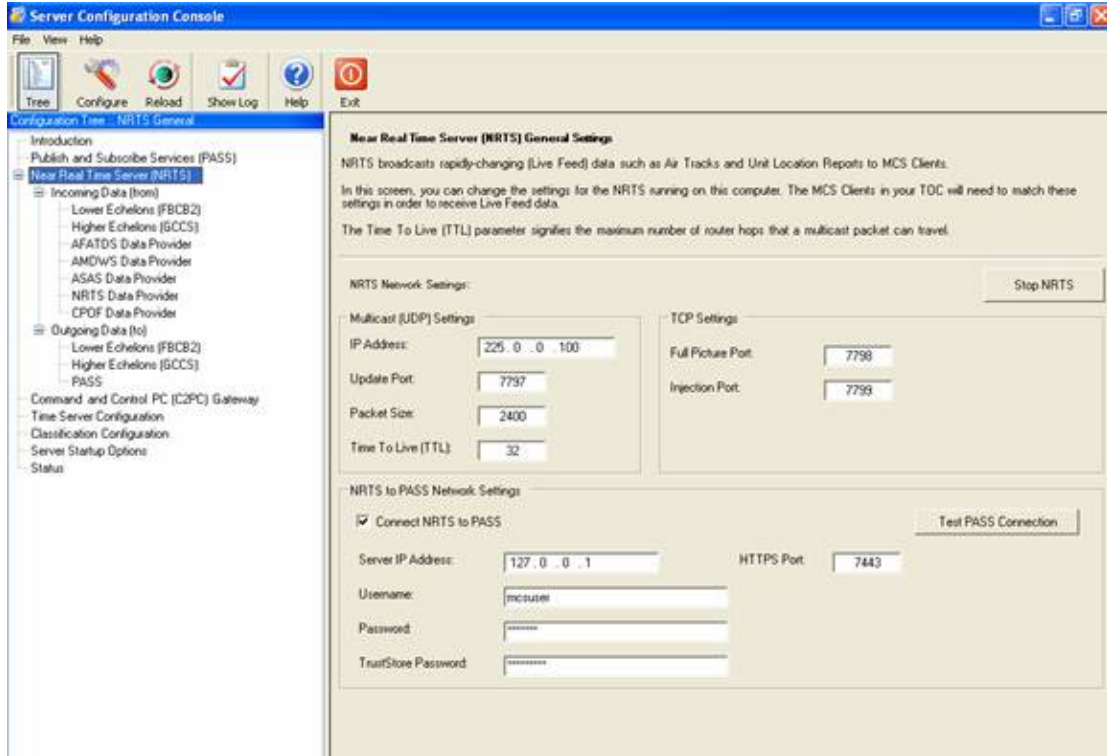 Server Configuration Console
File View Help
Tree Configure Reload Show Log Help Exit
Configuration Tree :: NRTS General
Introduction
Publish and Subscribe Services (PASS)
Near Real Time Server (NRTS)
Incoming Data (from)
Lower Echelons (FBCB2)
Higher Echelons (GCCS)
AFATDS Data Provider
AMDWS Data Provider
ASAS Data Provider
NRTS Data Provider
CPOF Data Provider
Outgoing Data (to)
Lower Echelons (FBCB2)
Higher Echelons (GCCS)
PASS
Command and Control PC (C2PC) Gateway
Time Server Configuration
Classification Configuration
Server Startup Options
Status
Near Real Time Server (NRTS) General Settings
NRTS broadcasts rapidly-changing (Live Feed) data such as Air Tracks and Unit Location Reports to MCS Clients.
In this screen, you can change the settings for the NRTS running on this computer. The MCS Clients in your TOC will need to match these
settings in order to receive Live Feed data.
The Time To Live (TTL) parameter signifies the maximum number of router hops that a multicast packet can travel.
NRTS Network Settings:
Stop NRTS
Multicast (UDP) Settings
IP Address: 225 . 0 . 0 . 100
Update Port: 7797
Packet Size: 2400
Time To Live (TTL): 32
TCP Settings
Full Picture Port: 7798
Injection Port: 7799
NRTS to PASS Network Settings
Connect NRTS to PASS
Test PASS Connection
Server IP Address: 127 . 0 . 0 . 1
HTTPS Port: 7443
Username: mcsuser
Password: *******
TrustStore Password: *********